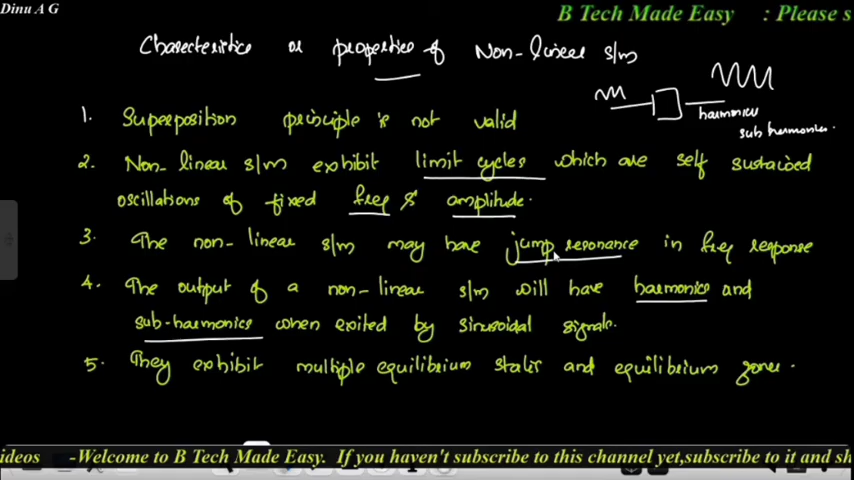 Dinu A G
B Tech Made Easy : Please s
Charecteristics or properties of Non-linear s/m
harmonics
sub harmonics.
1. Superposition principle is not valid
2. Non-linear s/m exhibit limit cycles which are self sustained
oscillations of fixed freq & amplitude.
3. The non-linear s/m may have jump resonance in freq response
4. The output of a non-linear s/m will have harmonics and
sub-harmonics when exited by sinusoidal signals.
5. They exhibit multiple equilibrium states and equilibrium zones.
ideos -Welcome to B Tech Made Easy. If you haven't subscribe to this channel yet,subscribe to it and sh